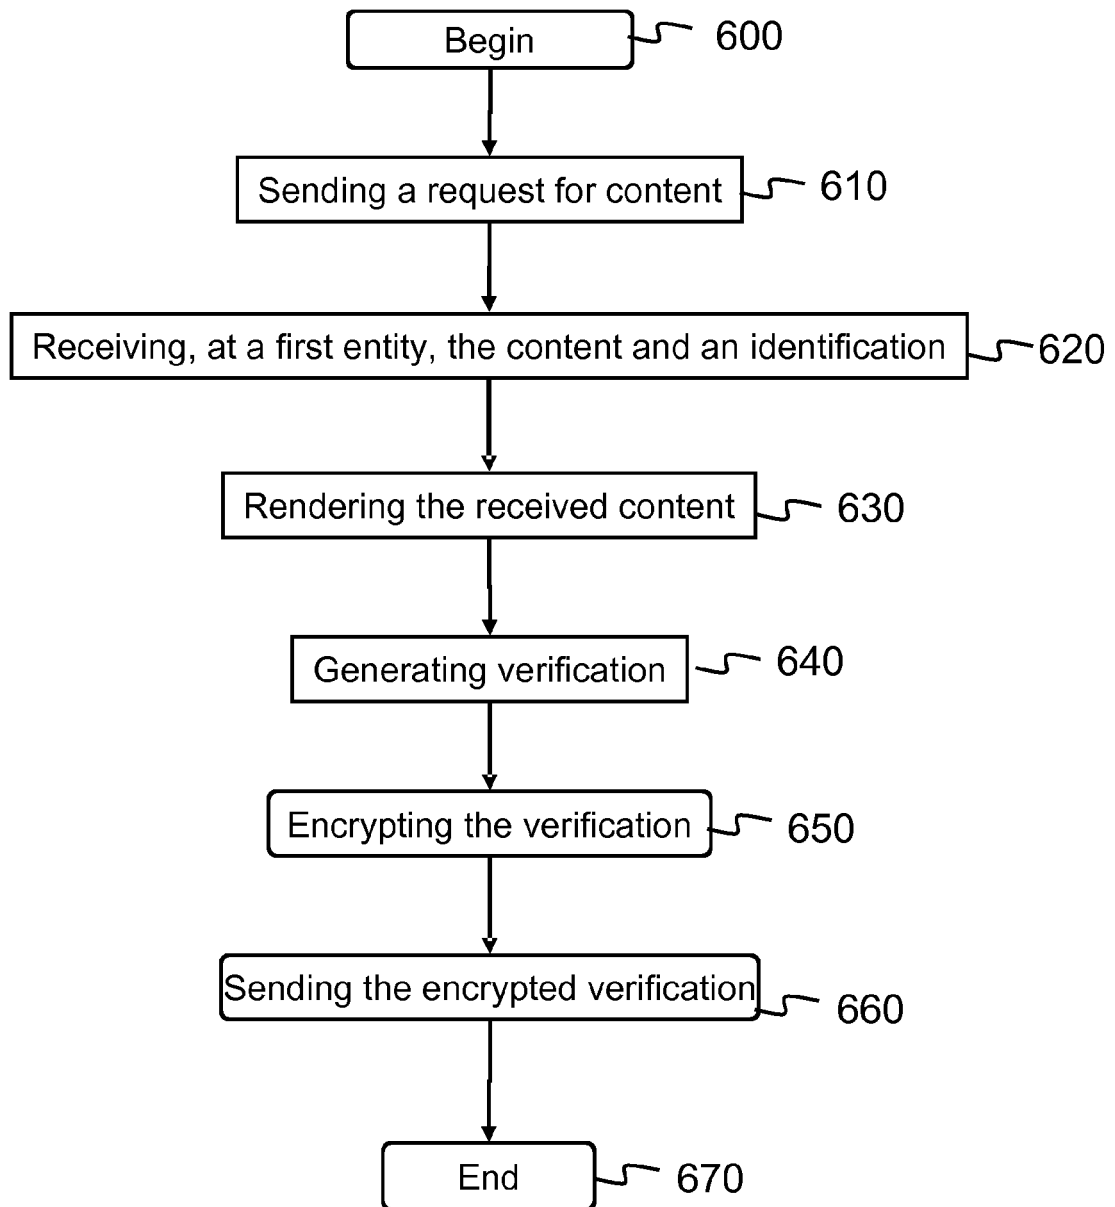 Begin 600
Sending a request for content 610
Receiving, at a first entity, the content and an identification 620
Rendering the received content 630
Generating verification 640
Encrypting the verification 650
Sending the encrypted verification 660
End 670